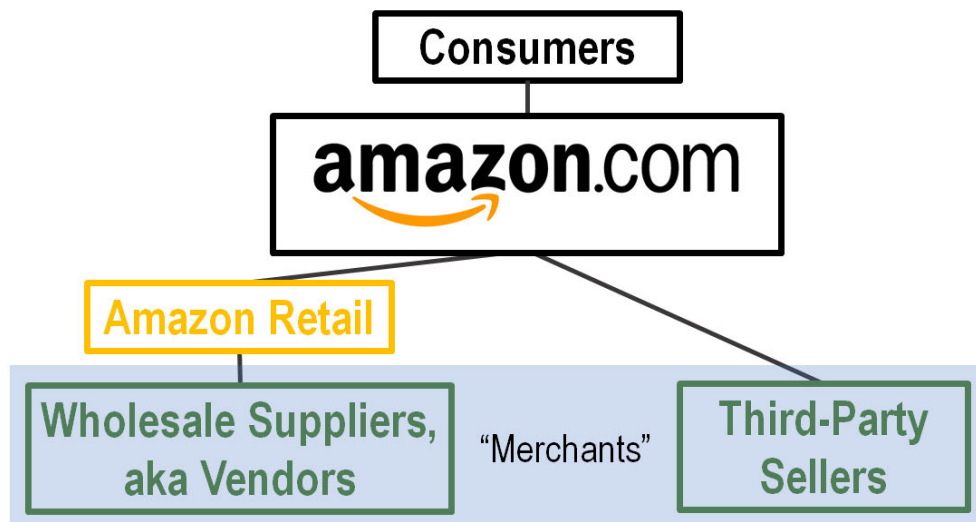 Consumers
amazon.com
Amazon Retail
Wholesale Suppliers,
aka Vendors
“Merchants”
Third-Party
Sellers